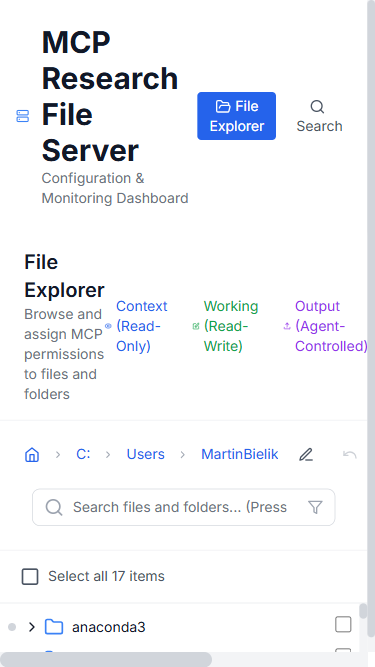 MCP
Research
File
Server
Configuration &
Monitoring Dashboard
File
Explorer
Search
File
Explorer
Browse and
assign MCP
permissions
to files and
folders
Context
(Read-
Only)
Working
(Read-
Write)
Output
(Agent-
Controlled)
C:
Users
MartinBielik
Search files and folders... (Press
Select all 17 items
anaconda3